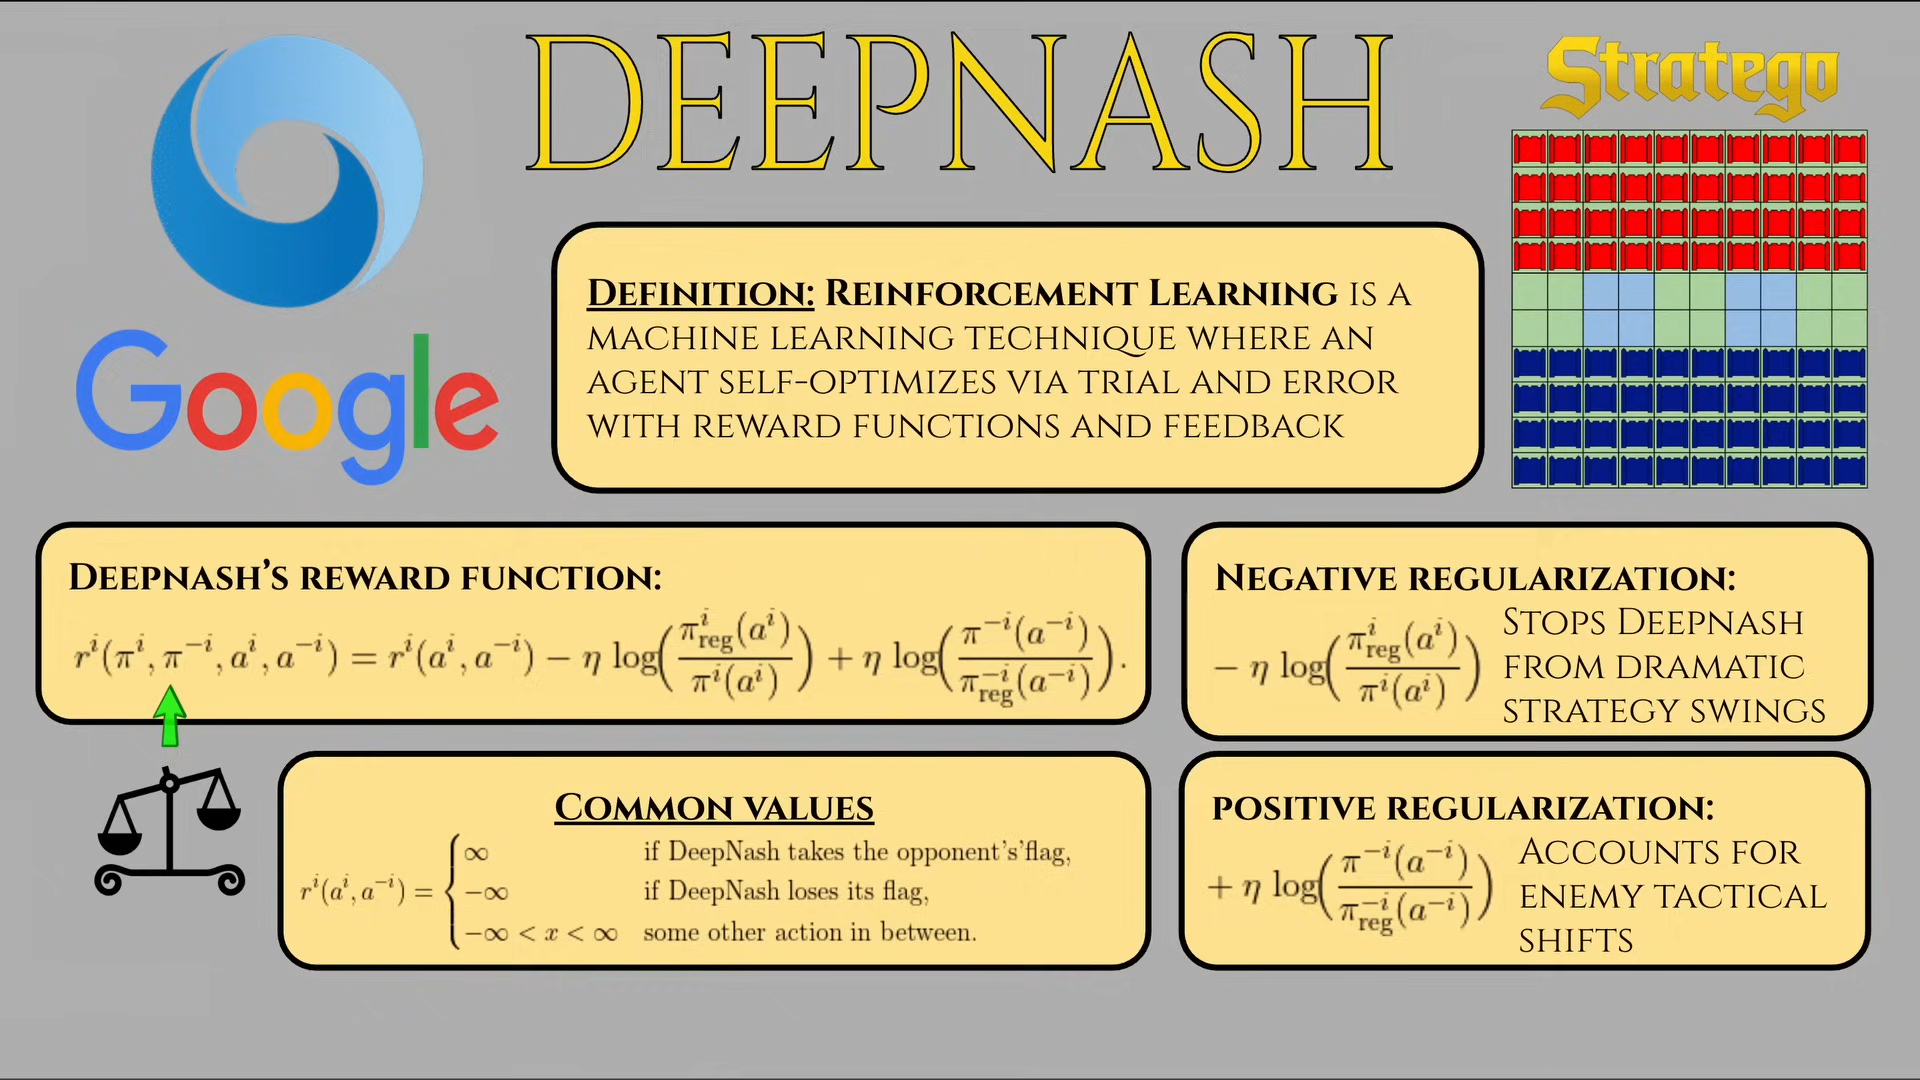 DEEPNASH
Stratego
Google
Definition: Reinforcement Learning is a
machine learning technique where an
agent self-optimizes via trial and error
with reward functions and feedback
Deepnash's reward function:
r^i(π^i, π^{-i}, a^i, a^{-i}) = r^i(a^i, a^{-i}) − η log(π^i_reg(a^i) / π^i(a^i)) + η log(π^{-i}(a^{-i}) / π^{-i}_reg(a^{-i})).
Negative regularization:
− η log(π^i_reg(a^i) / π^i(a^i))
Stops Deepnash
from dramatic
strategy swings
Common values
r^i(a^i, a^{-i}) =
∞ if DeepNash takes the opponent's'flag,
−∞ if DeepNash loses its flag,
−∞ < x < ∞ some other action in between.
positive regularization:
+ η log(π^{-i}(a^{-i}) / π^{-i}_reg(a^{-i}))
Accounts for
enemy tactical
shifts